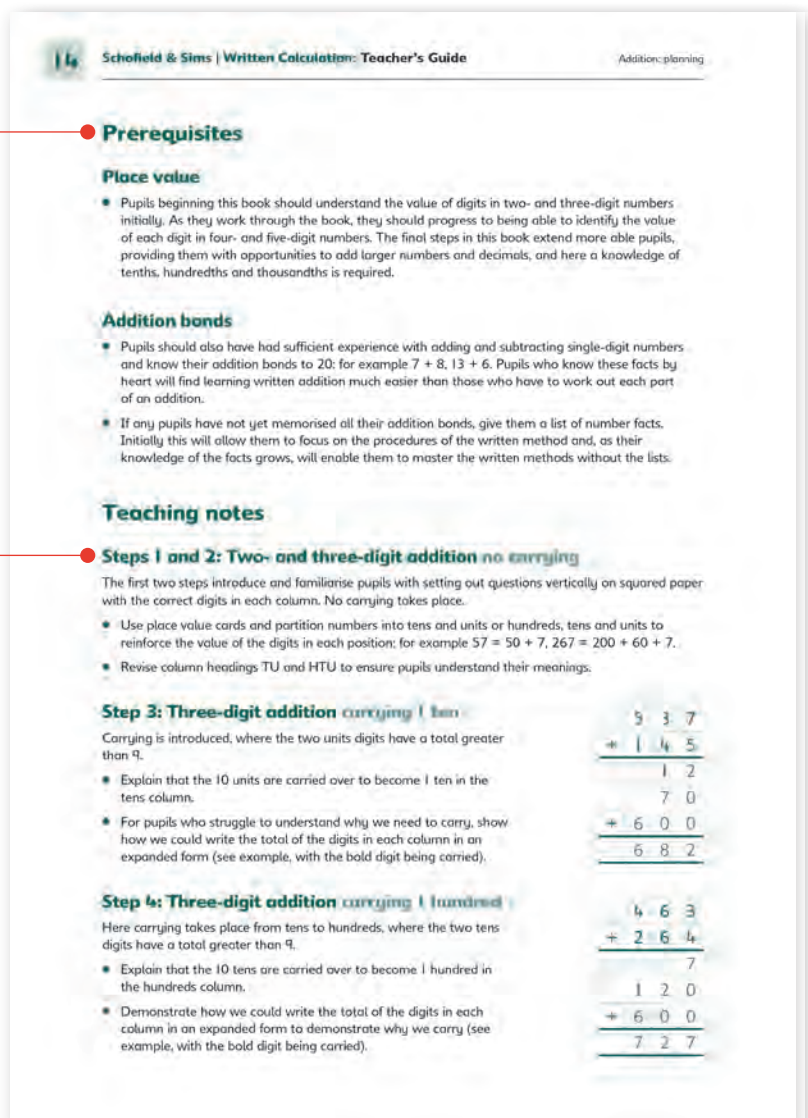 14 Schofield & Sims | Written Calculation: Teacher's Guide Addition: planning
Prerequisites
Place value
• Pupils beginning this book should understand the value of digits in two- and three-digit numbers
initially. As they work through the book, they should progress to being able to identify the value
of each digit in four- and five-digit numbers. The final steps in this book extend more able pupils,
providing them with opportunities to add larger numbers and decimals, and here a knowledge of
tenths, hundredths and thousandths is required.
Addition bonds
• Pupils should also have had sufficient experience with adding and subtracting single-digit numbers
and know their addition bonds to 20: for example 7 + 8, 13 + 6. Pupils who know these facts by
heart will find learning written addition much easier than those who have to work out each part
of an addition.
• If any pupils have not yet memorised all their addition bonds, give them a list of number facts.
Initially this will allow them to focus on the procedures of the written method and, as their
knowledge of the facts grows, will enable them to master the written methods without the lists.
Teaching notes
Steps 1 and 2: Two- and three-digit addition no carrying
The first two steps introduce and familiarise pupils with setting out questions vertically on squared paper
with the correct digits in each column. No carrying takes place.
• Use place value cards and partition numbers into tens and units or hundreds, tens and units to
reinforce the value of the digits in each position: for example 57 = 50 + 7, 267 = 200 + 60 + 7.
• Revise column headings TU and HTU to ensure pupils understand their meanings.
Step 3: Three-digit addition carrying 1 ten
Carrying is introduced, where the two units digits have a total greater
than 9.
• Explain that the 10 units are carried over to become 1 ten in the
tens column.
• For pupils who struggle to understand why we need to carry, show
how we could write the total of the digits in each column in an
expanded form (see example, with the bold digit being carried).
5 3 7
+ 1 4 5
1 2
7 0
+ 6 0 0
6 8 2
Step 4: Three-digit addition carrying 1 hundred
Here carrying takes place from tens to hundreds, where the two tens
digits have a total greater than 9.
• Explain that the 10 tens are carried over to become 1 hundred in
the hundreds column.
• Demonstrate how we could write the total of the digits in each
column in an expanded form to demonstrate why we carry (see
example, with the bold digit being carried).
4 6 3
+ 2 6 4
7
1 2 0
+ 6 0 0
7 2 7